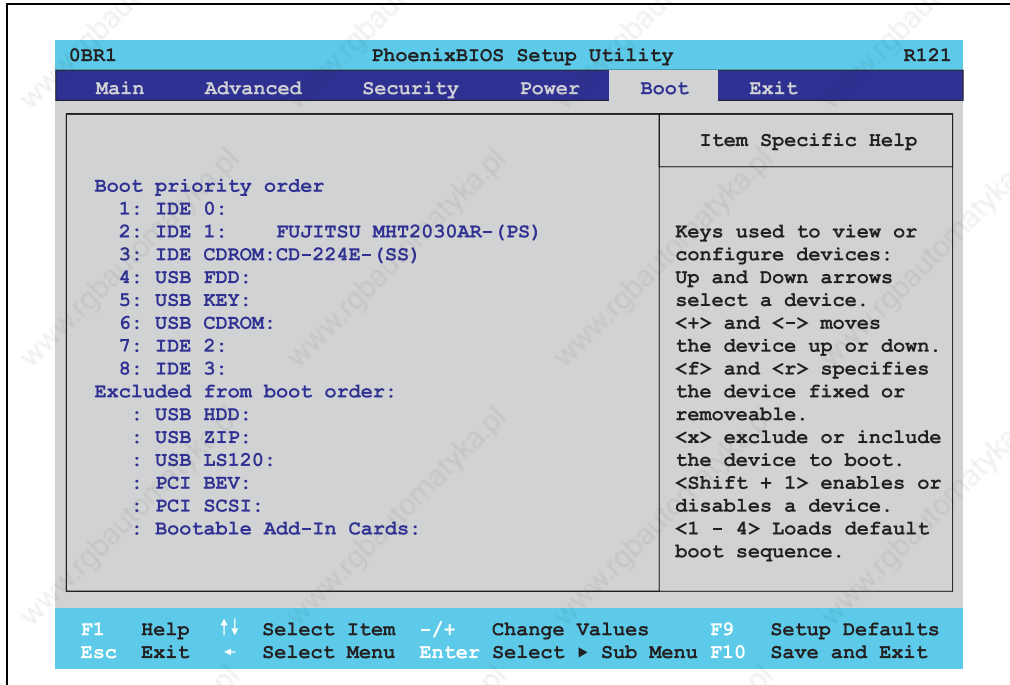 0BR1 PhoenixBIOS Setup Utility R121
Main Advanced Security Power Boot Exit
Item Specific Help
Boot priority order
1: IDE 0:
2: IDE 1: FUJITSU MHT2030AR-(PS)
3: IDE CDROM:CD-224E-(SS)
4: USB FDD:
5: USB KEY:
6: USB CDROM:
7: IDE 2:
8: IDE 3:
Excluded from boot order:
: USB HDD:
: USB ZIP:
: USB LS120:
: PCI BEV:
: PCI SCSI:
: Bootable Add-In Cards:
Keys used to view or
configure devices:
Up and Down arrows
select a device.
<+> and <-> moves
the device up or down.
<f> and <r> specifies
the device fixed or
removeable.
<x> exclude or include
the device to boot.
<Shift + 1> enables or
disables a device.
<1 - 4> Loads default
boot sequence.
F1 Help ↑↓ Select Item -/+ Change Values F9 Setup Defaults
Esc Exit ← Select Menu Enter Select ▶ Sub Menu F10 Save and Exit
www.rgbautomatyka.pl